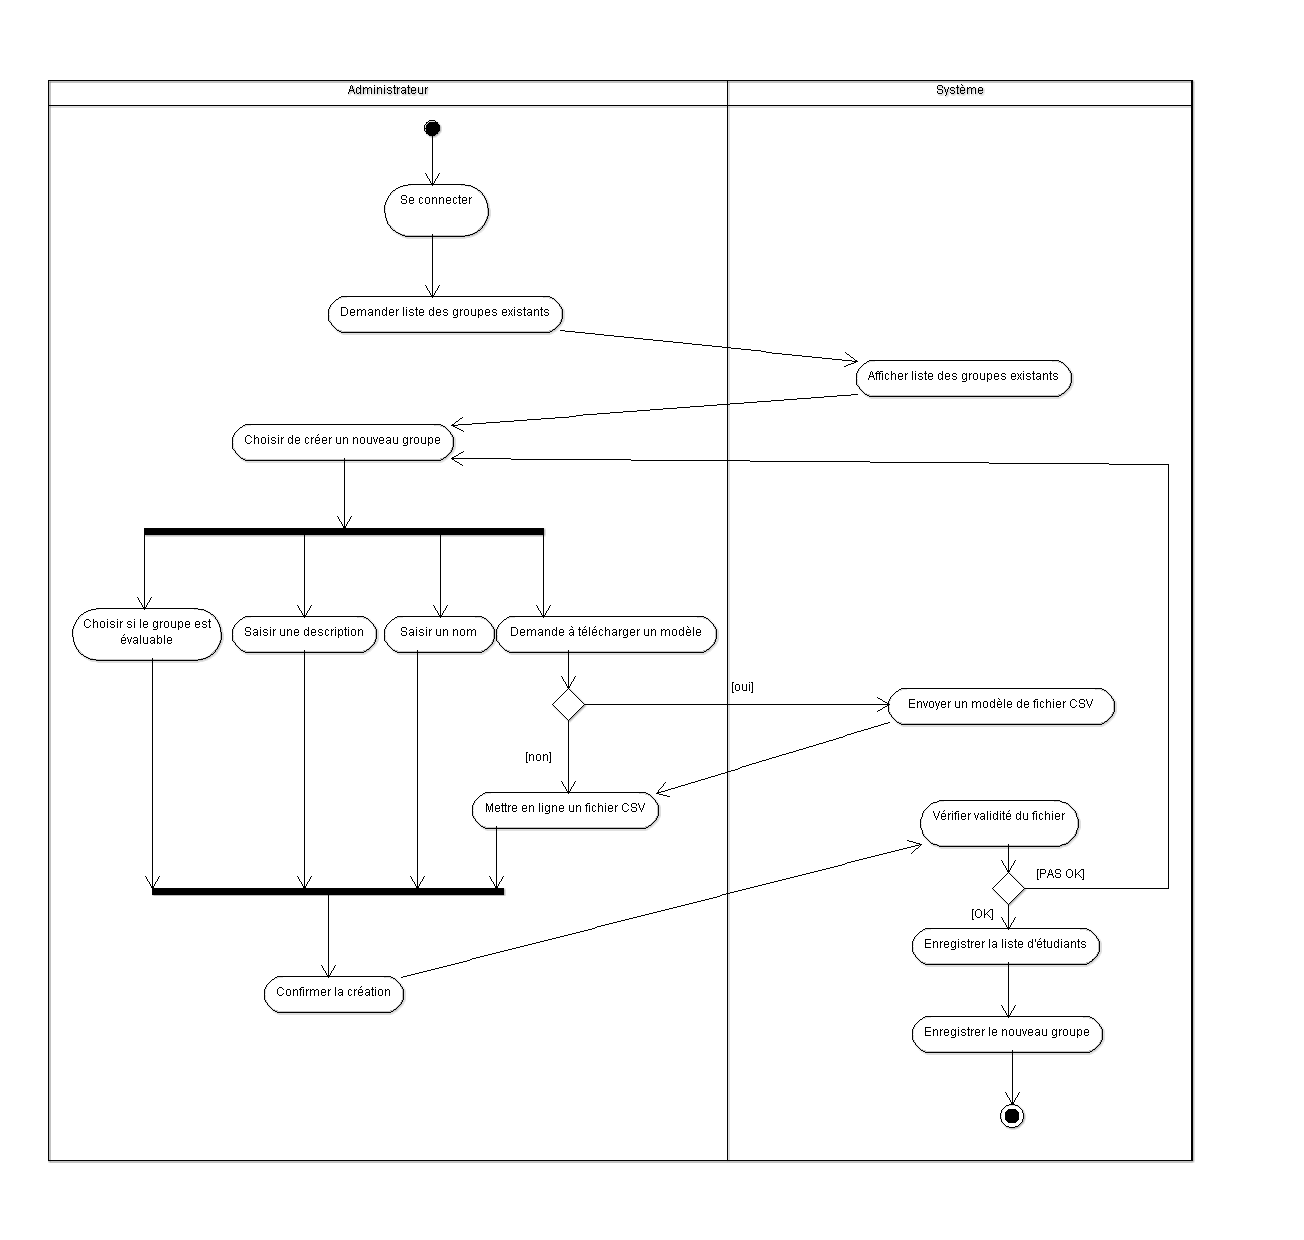 Administrateur
Système
Se connecter
Demander liste des groupes existants
Afficher liste des groupes existants
Choisir de créer un nouveau groupe
Choisir si le groupe est
évaluable
Saisir une description
Saisir un nom
Demande à télécharger un modèle
[oui]
Envoyer un modèle de fichier CSV
[non]
Mettre en ligne un fichier CSV
Vérifier validité du fichier
[PAS OK]
[OK]
Enregistrer la liste d'étudiants
Confirmer la création
Enregistrer le nouveau groupe